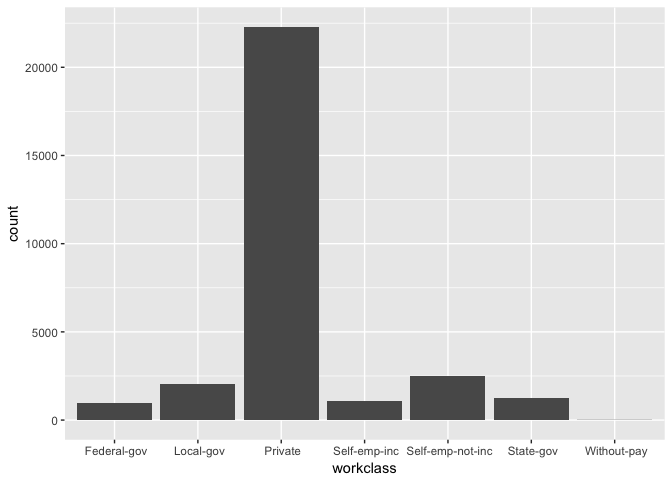 20000
15000
10000
5000
0
count
Federal-gov Local-gov Private Self-emp-inc Self-emp-not-inc State-gov Without-pay
workclass